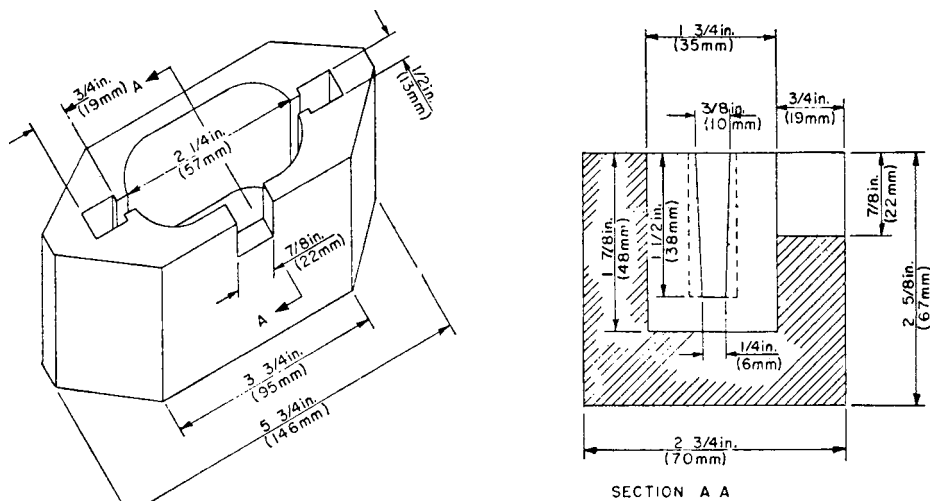 3/4in.
(19mm)
A
2 1/4in.
(57mm)
1/2in.
(13mm)
7/8in.
(22mm)
A
3 3/4in.
(95mm)
5 3/4in.
(146mm)
1 3/4in.
(35mm)
3/8in.
(10mm)
3/4in.
(19mm)
1 7/8in.
(48mm)
1 1/2in.
(38mm)
7/8in.
(22mm)
2 5/8in.
(67mm)
1/4in.
(6mm)
2 3/4in.
(70mm)
SECTION A A